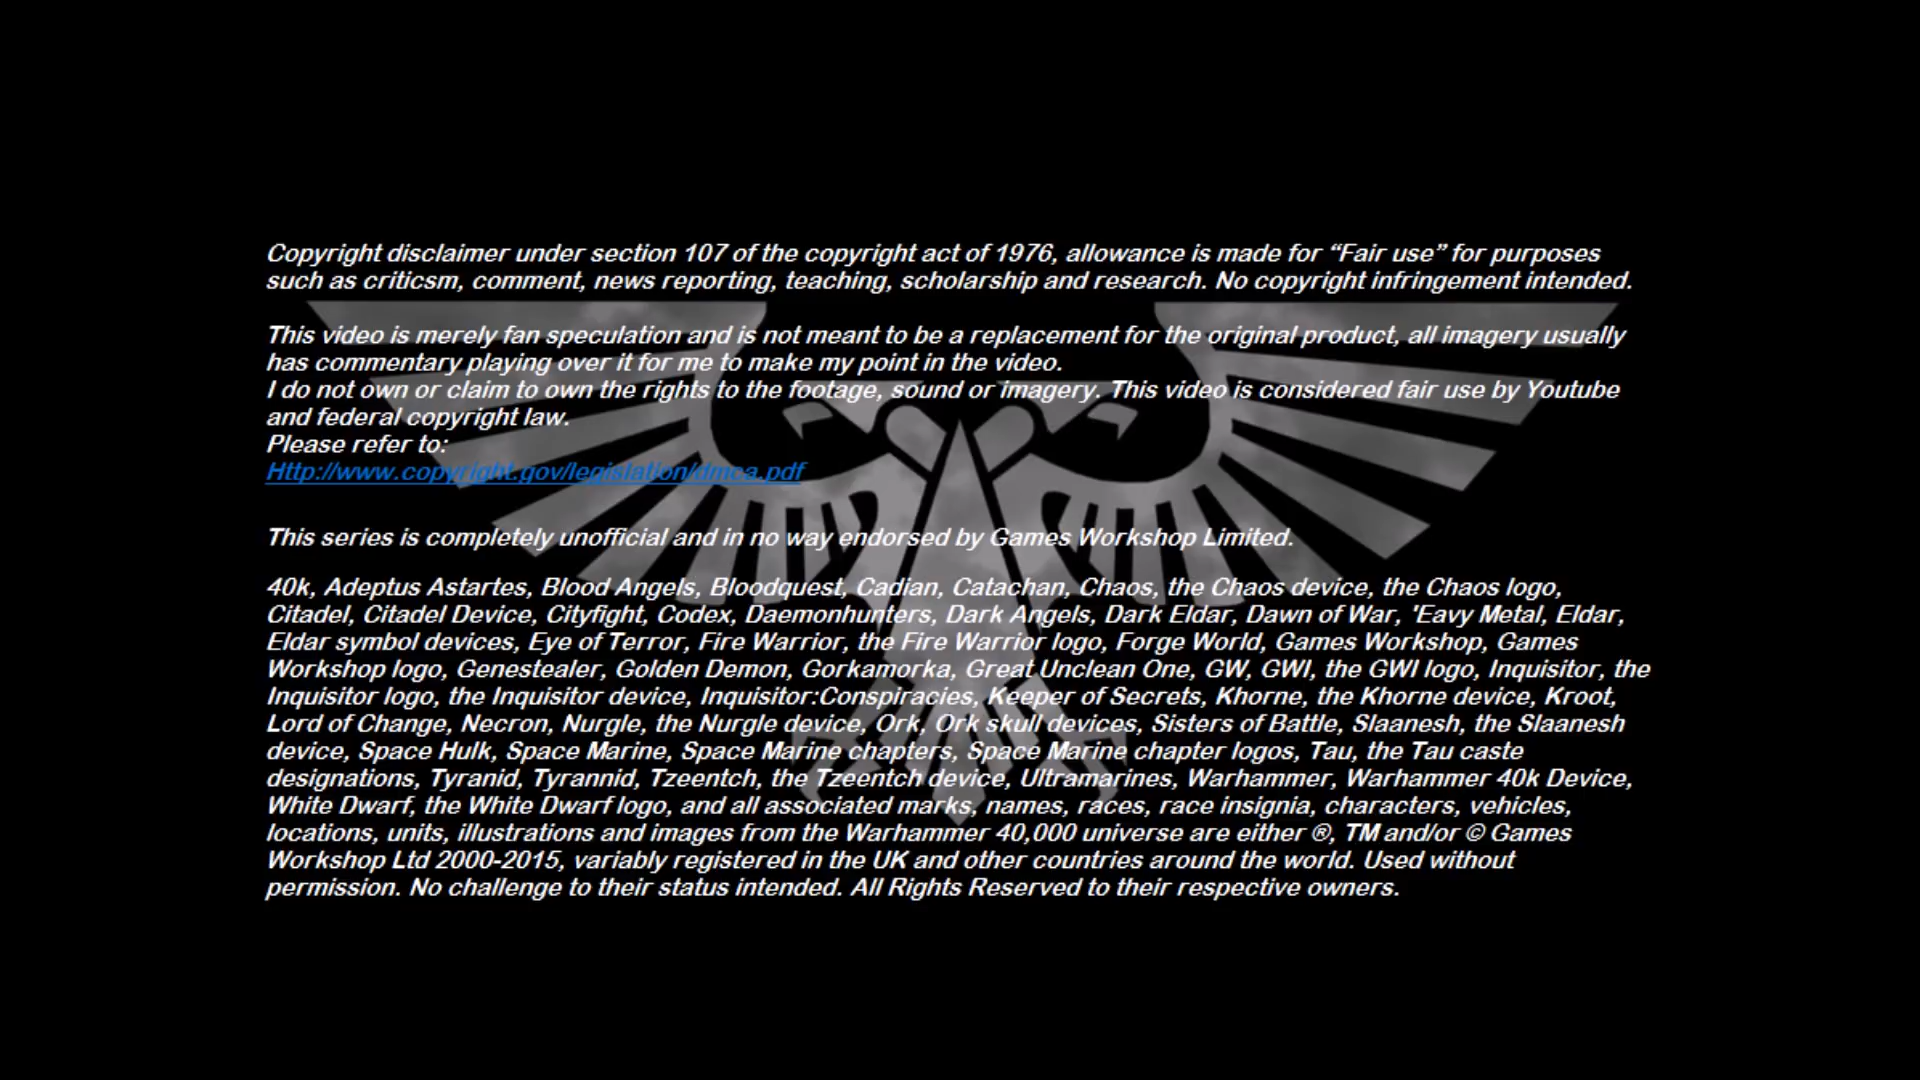 Copyright disclaimer under section 107 of the copyright act of 1976, allowance is made for “Fair use” for purposes
such as criticsm, comment, news reporting, teaching, scholarship and research. No copyright infringement intended.
This video is merely fan speculation and is not meant to be a replacement for the original product, all imagery usually
has commentary playing over it for me to make my point in the video.
I do not own or claim to own the rights to the footage, sound or imagery. This video is considered fair use by Youtube
and federal copyright law.
Please refer to:
Http://www.copyright.gov/legislation/dmca.pdf
This series is completely unofficial and in no way endorsed by Games Workshop Limited.
40k, Adeptus Astartes, Blood Angels, Bloodquest, Cadian, Catachan, Chaos, the Chaos device, the Chaos logo,
Citadel, Citadel Device, Cityfight, Codex, Daemonhunters, Dark Angels, Dark Eldar, Dawn of War, 'Eavy Metal, Eldar,
Eldar symbol devices, Eye of Terror, Fire Warrior, the Fire Warrior logo, Forge World, Games Workshop, Games
Workshop logo, Genestealer, Golden Demon, Gorkamorka, Great Unclean One, GW, GWI, the GWI logo, Inquisitor, the
Inquisitor logo, the Inquisitor device, Inquisitor:Conspiracies, Keeper of Secrets, Khorne, the Khorne device, Kroot,
Lord of Change, Necron, Nurgle, the Nurgle device, Ork, Ork skull devices, Sisters of Battle, Slaanesh, the Slaanesh
device, Space Hulk, Space Marine, Space Marine chapters, Space Marine chapter logos, Tau, the Tau caste
designations, Tyranid, Tyrannid, Tzeentch, the Tzeentch device, Ultramarines, Warhammer, Warhammer 40k Device,
White Dwarf, the White Dwarf logo, and all associated marks, names, races, race insignia, characters, vehicles,
locations, units, illustrations and images from the Warhammer 40,000 universe are either ®, TM and/or © Games
Workshop Ltd 2000-2015, variably registered in the UK and other countries around the world. Used without
permission. No challenge to their status intended. All Rights Reserved to their respective owners.